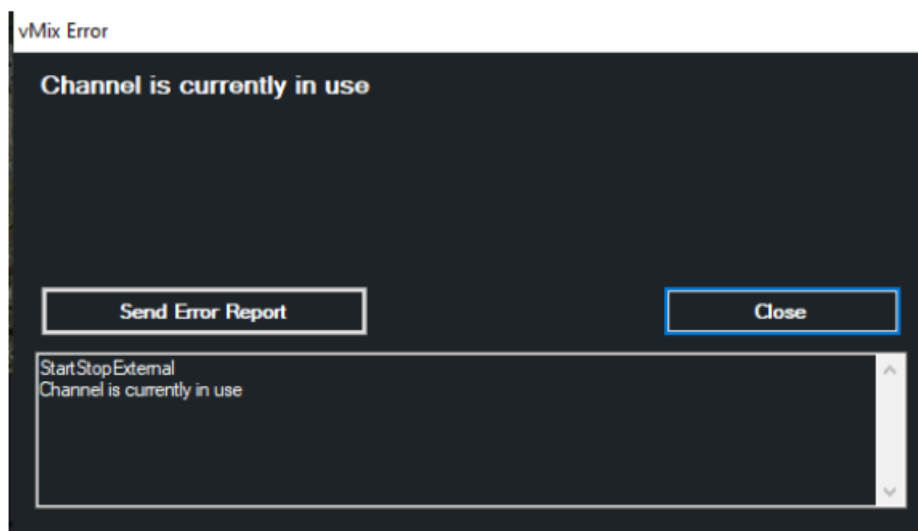 vMix Error
Channel is currently in use
Send Error Report
Close
StartStopExternal
Channel is currently in use